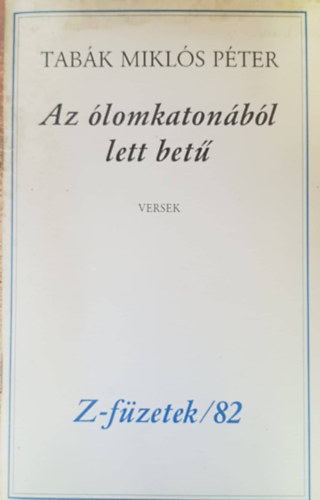 TABÁK MIKLÓS PÉTER
Az ólomkatonából
lett betű
VERSEK
Z-füzetek/82